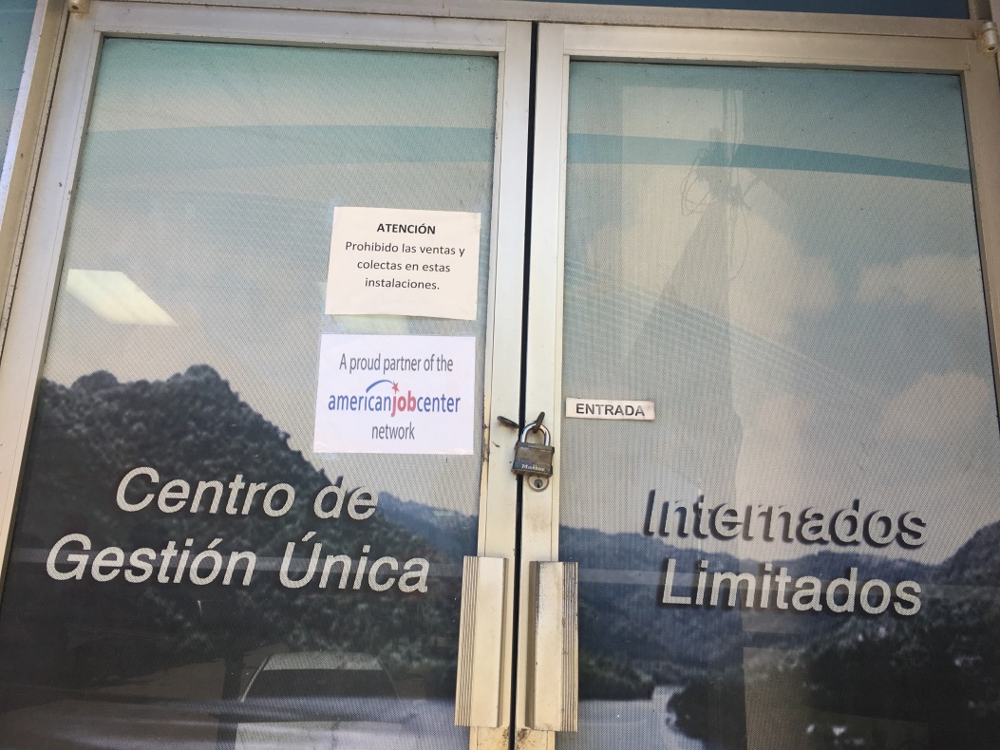 ATENCIÓN
Prohibido las ventas y
colectas en estas
instalaciones.
A proud partner of the
americanjobcenter
network
ENTRADA
Master
Centro de
Gestión Única
Internados
Limitados